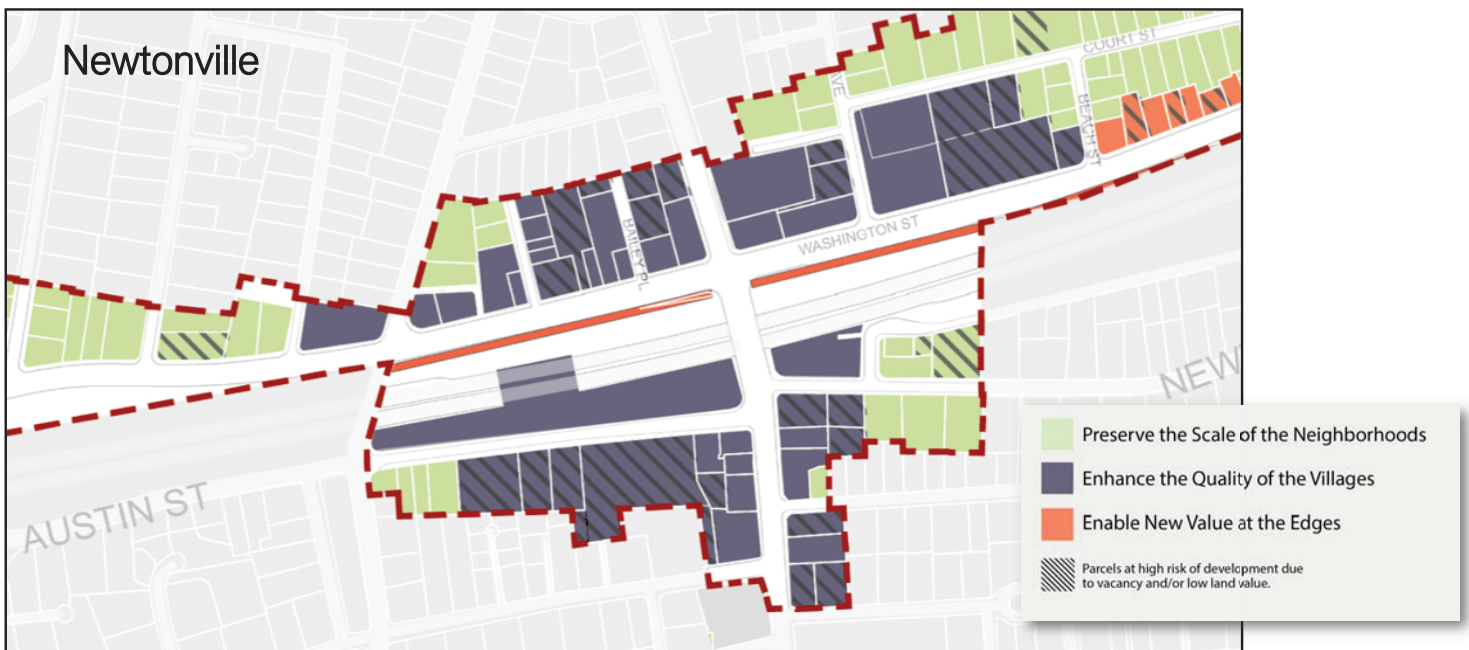 Newtonville
COURT ST
AVE
BEACH ST
BAILEY PL
WASHINGTON ST
NEW
Preserve the Scale of the Neighborhoods
Enhance the Quality of the Villages
AUSTIN ST
Enable New Value at the Edges
Parcels at high risk of development due
to vacancy and/or low land value.